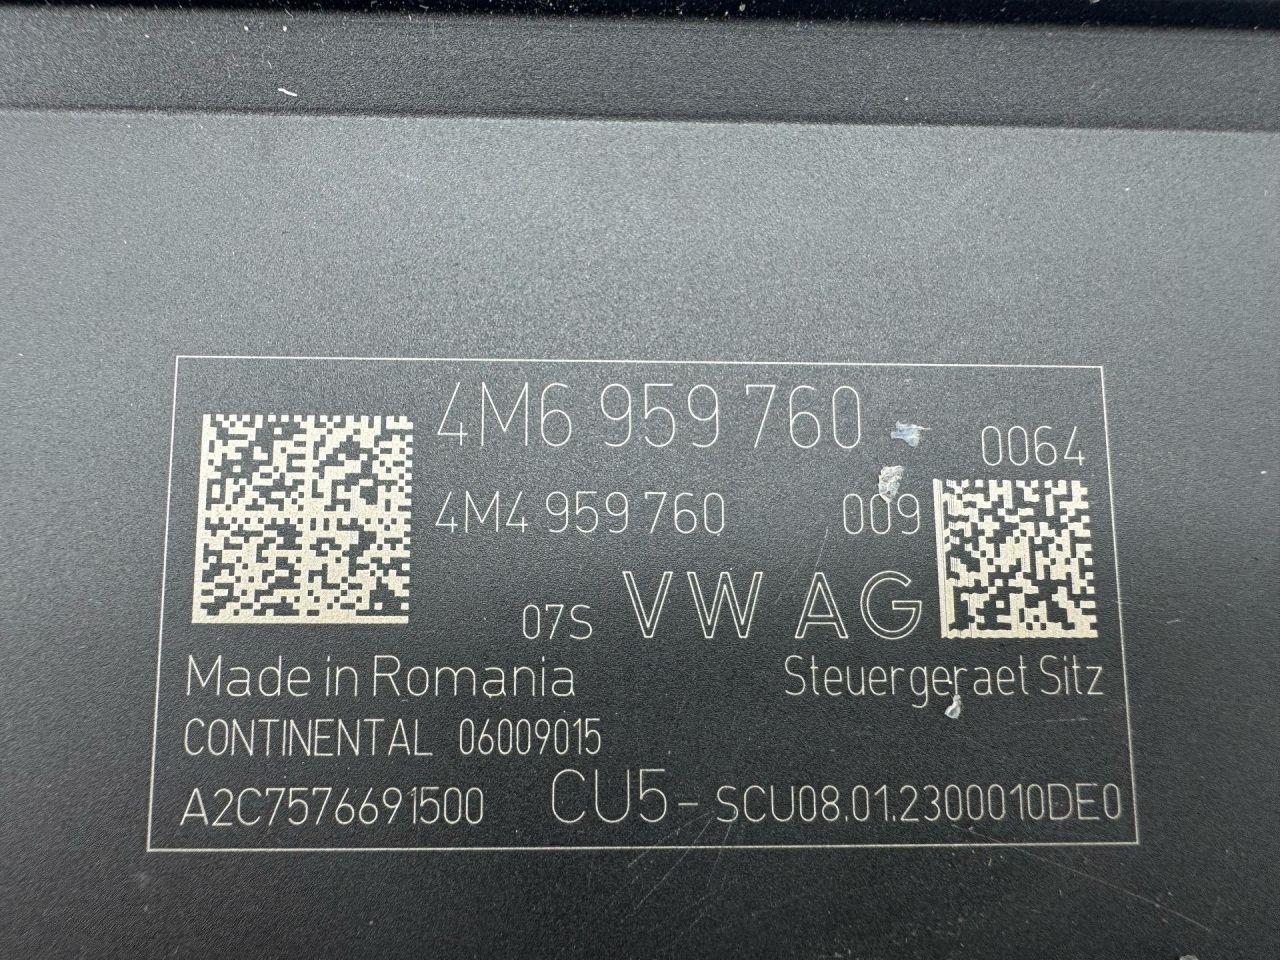 4M6 959 760
0064
4M4 959 760 009
07S VW AG
Made in Romania Steuergeraet Sitz
CONTINENTAL 06009015
A2C7576691500 CU5-SCU08.01.2300010DE0